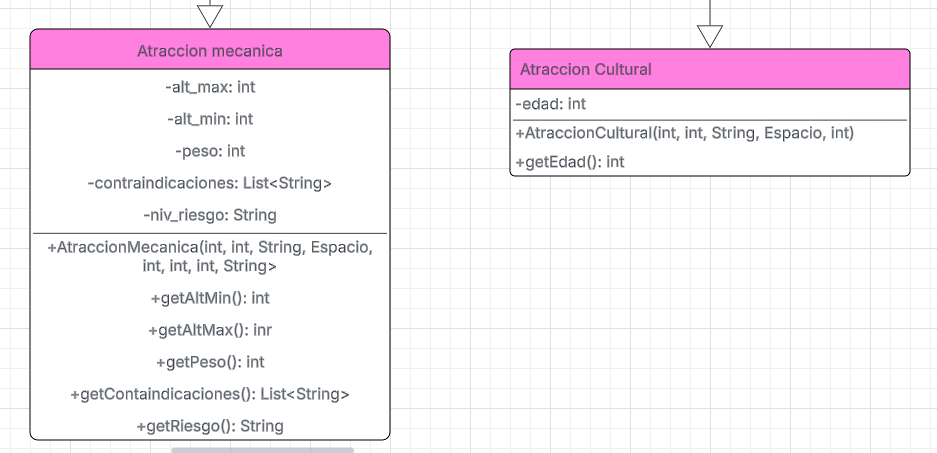 Atraccion mecanica
-alt_max: int
-alt_min: int
-peso: int
-contraindicaciones: List<String>
-niv_riesgo: String
+AtraccionMecanica(int, int, String, Espacio,
int, int, int, String>
+getAltMin(): int
+getAltMax(): inr
+getPeso(): int
+getContaindicaciones(): List<String>
+getRiesgo(): String
Atraccion Cultural
-edad: int
+AtraccionCultural(int, int, String, Espacio, int)
+getEdad(): int